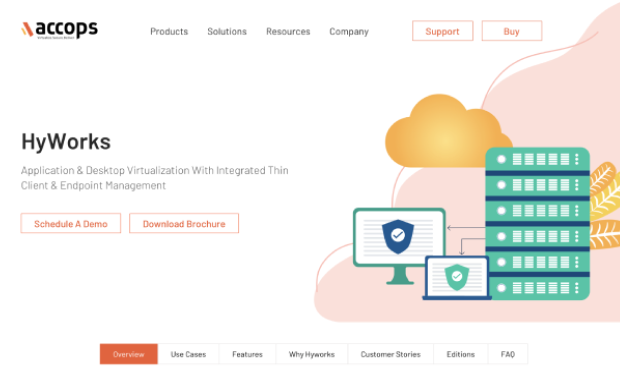 accops
Products
Solutions
Resources
Company
Support
Buy
HyWorks
Application & Desktop Virtualization With Integrated Thin
Client & Endpoint Management
Schedule A Demo
Download Brochure
Overview
Use Cases
Features
Why Hyworks
Customer Stories
Editions
FAQ